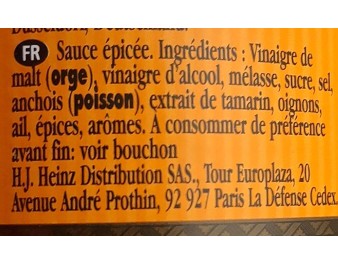 Düsseldorf, Deutschland.
FR Sauce épicée. Ingrédients : Vinaigre de
malt (orge), vinaigre d'alcool, mélasse, sucre, sel,
anchois (poisson), extrait de tamarin, oignons,
ail, épices, arômes. À consommer de préférence
avant fin: voir bouchon
H.J. Heinz Distribution SAS., Tour Europlaza, 20
Avenue André Prothin, 92 927 Paris La Défense Cedex.